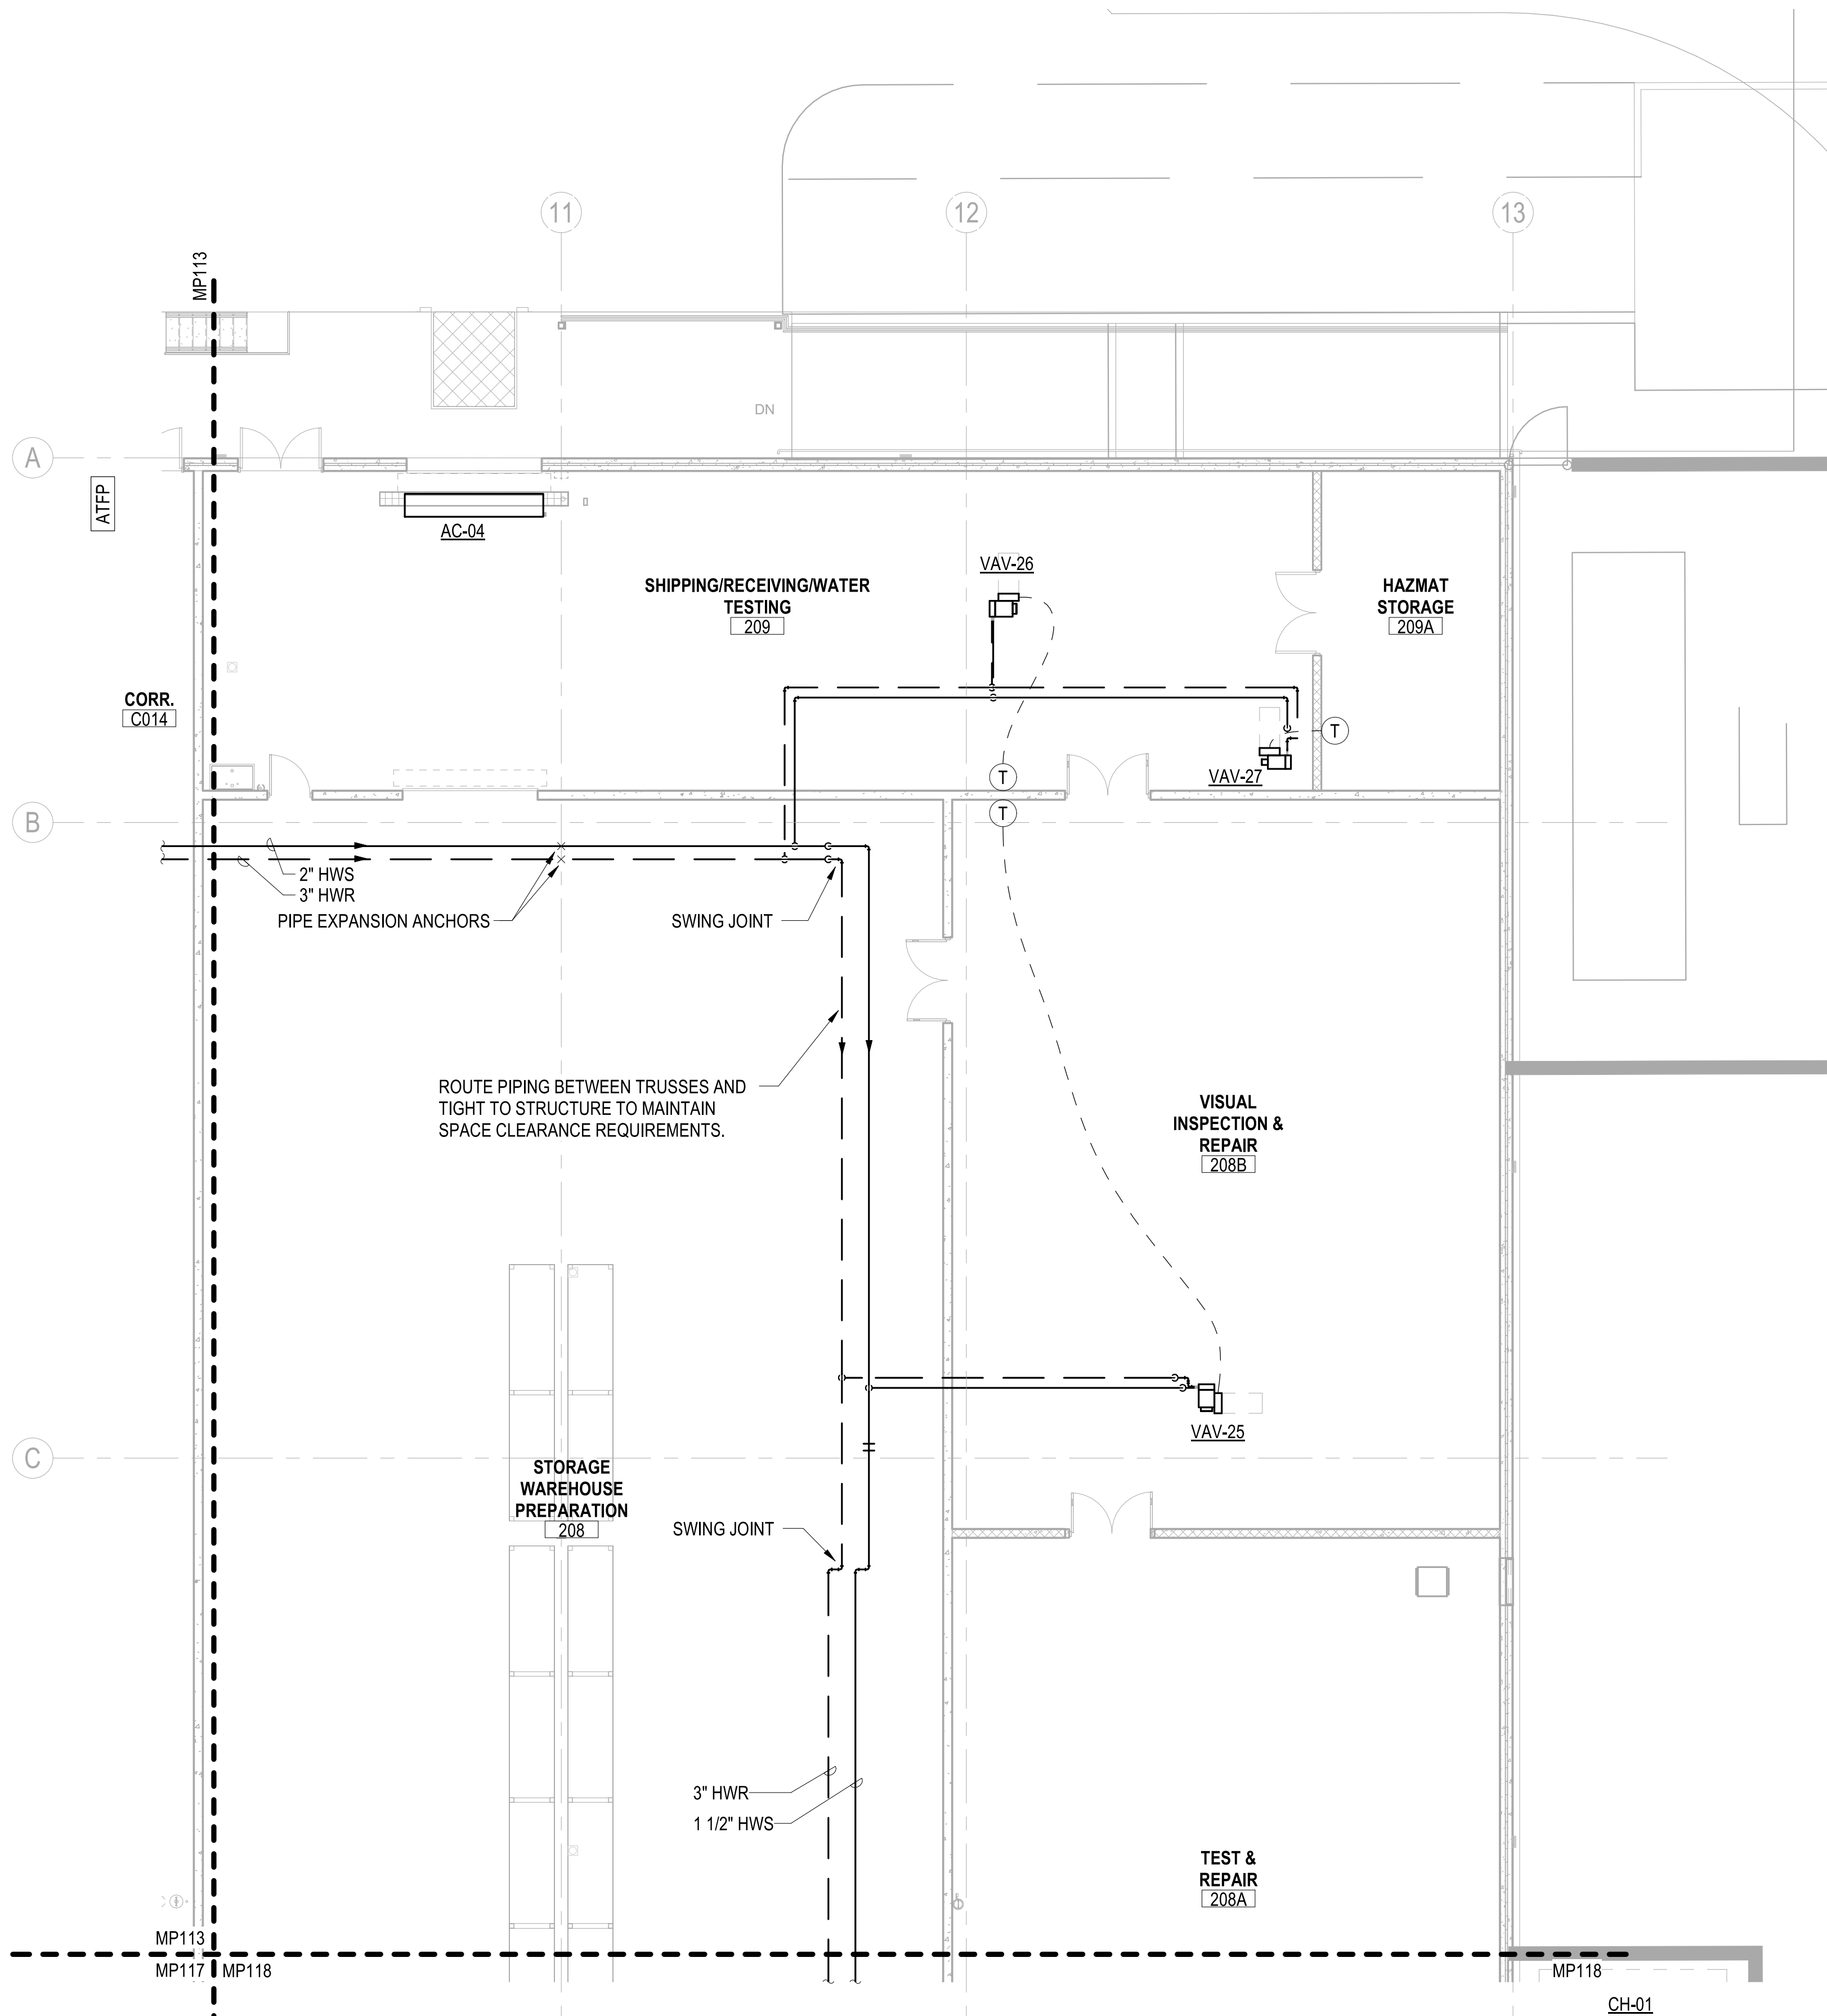 11
12
13
MP113
DN
A
ATFP
AC-04
VAV-26
SHIPPING/RECEIVING/WATER
TESTING
209
HAZMAT
STORAGE
209A
CORR.
C014
T
VAV-27
T
B
T
2" HWS
3" HWR
PIPE EXPANSION ANCHORS
SWING JOINT
ROUTE PIPING BETWEEN TRUSSES AND
TIGHT TO STRUCTURE TO MAINTAIN
SPACE CLEARANCE REQUIREMENTS.
VISUAL
INSPECTION &
REPAIR
208B
VAV-25
C
STORAGE
WAREHOUSE
PREPARATION
208
SWING JOINT
3" HWR
1 1/2" HWS
TEST &
REPAIR
208A
MP113
MP117
MP118
MP118
CH-01